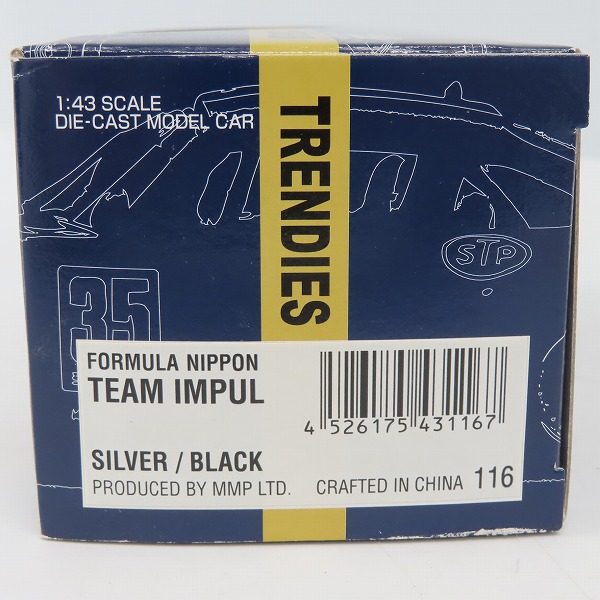 1:43 SCALE
DIE-CAST MODEL CAR
TRENDIES
STP
35
FORMULA NIPPON
TEAM IMPUL
4 526175 431167
SILVER / BLACK
PRODUCED BY MMP LTD. CRAFTED IN CHINA 116